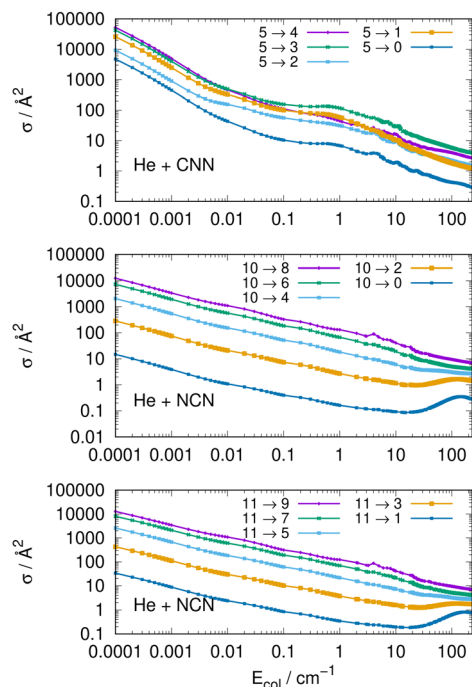 100000
10000
1000
100
10
1
0.1
σ / Å²
5 → 4
5 → 3
5 → 2
5 → 1
5 → 0
He + CNN
0.0001 0.001 0.01 0.1 1 10 100
100000
10000
1000
100
10
1
0.1
0.01
σ / Å²
10 → 8
10 → 6
10 → 4
10 → 2
10 → 0
He + NCN
0.0001 0.001 0.01 0.1 1 10 100
100000
10000
1000
100
10
1
0.1
σ / Å²
11 → 9
11 → 7
11 → 5
11 → 3
11 → 1
He + NCN
0.0001 0.001 0.01 0.1 1 10 100
E_col / cm⁻¹